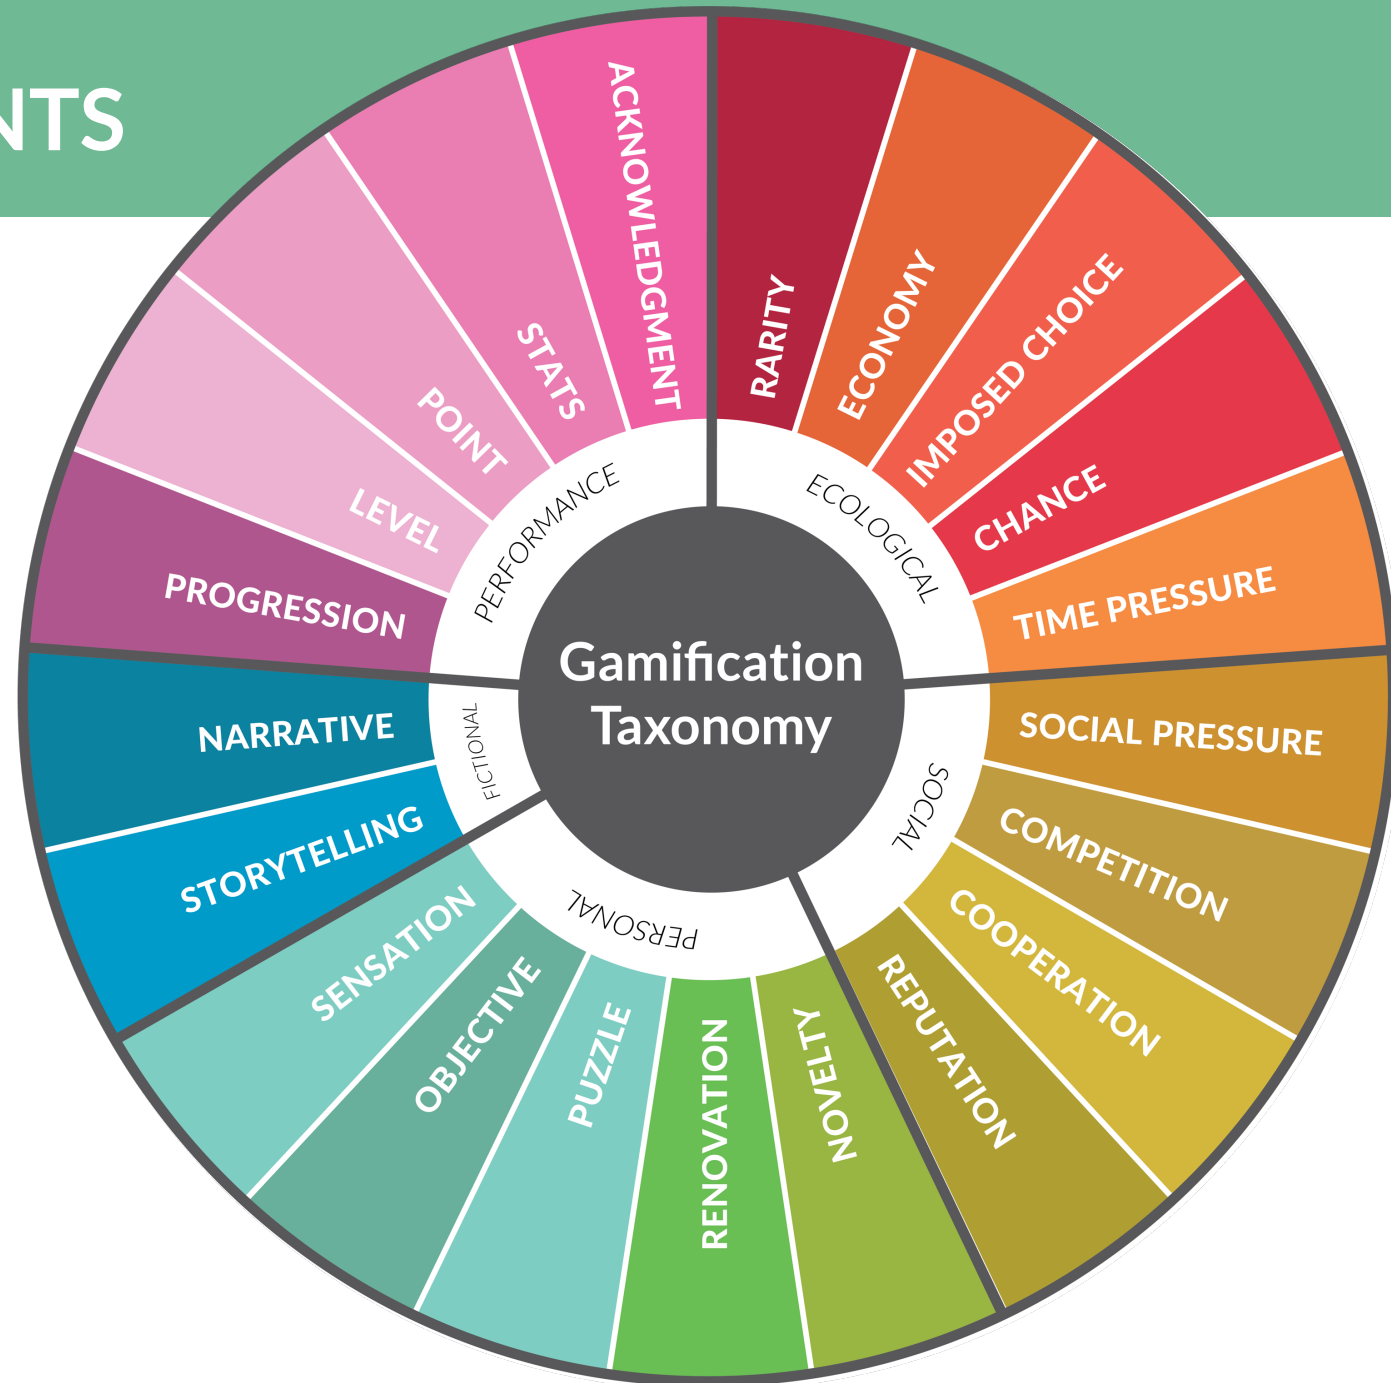 NTS
Gamification
Taxonomy
ECOLOGICAL
RARITY
ECONOMY
IMPOSED CHOICE
CHANCE
TIME PRESSURE
SOCIAL
SOCIAL PRESSURE
COMPETITION
COOPERATION
REPUTATION
PERSONAL
NOVELTY
RENOVATION
PUZZLE
OBJECTIVE
SENSATION
FICTIONAL
STORYTELLING
NARRATIVE
PERFORMANCE
PROGRESSION
LEVEL
POINT
STATS
ACKNOWLEDGMENT